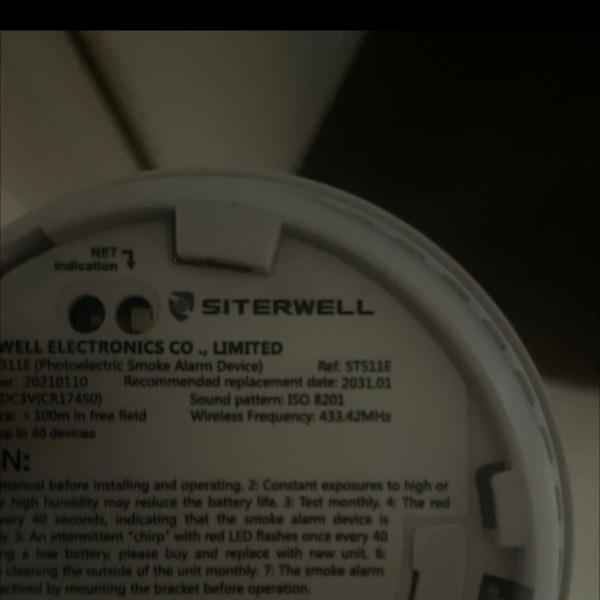 NET
Indication
SITERWELL
WELL ELECTRONICS CO ., LIMITED
511E (Photoelectric Smoke Alarm Device) Ref: ST511E
er: 20210110 Recommended replacement date: 2031.01
DC3V(CR17450) Sound pattern: ISO 8201
ce: +100m in free field Wireless Frequency: 433.42MHz
up to 40 devices
N:
manual before installing and operating. 2: Constant exposures to high or
r high humidity may reduce the battery life. 3: Test monthly. 4: The red
very 40 seconds, indicating that the smoke alarm device is
y. 5: An intermittent "chirp" with red LED flashes once every 40
ng a low battery, please buy and replace with new unit. 6:
cleaning the outside of the unit monthly. 7: The smoke alarm
activied by mounting the bracket before operation.